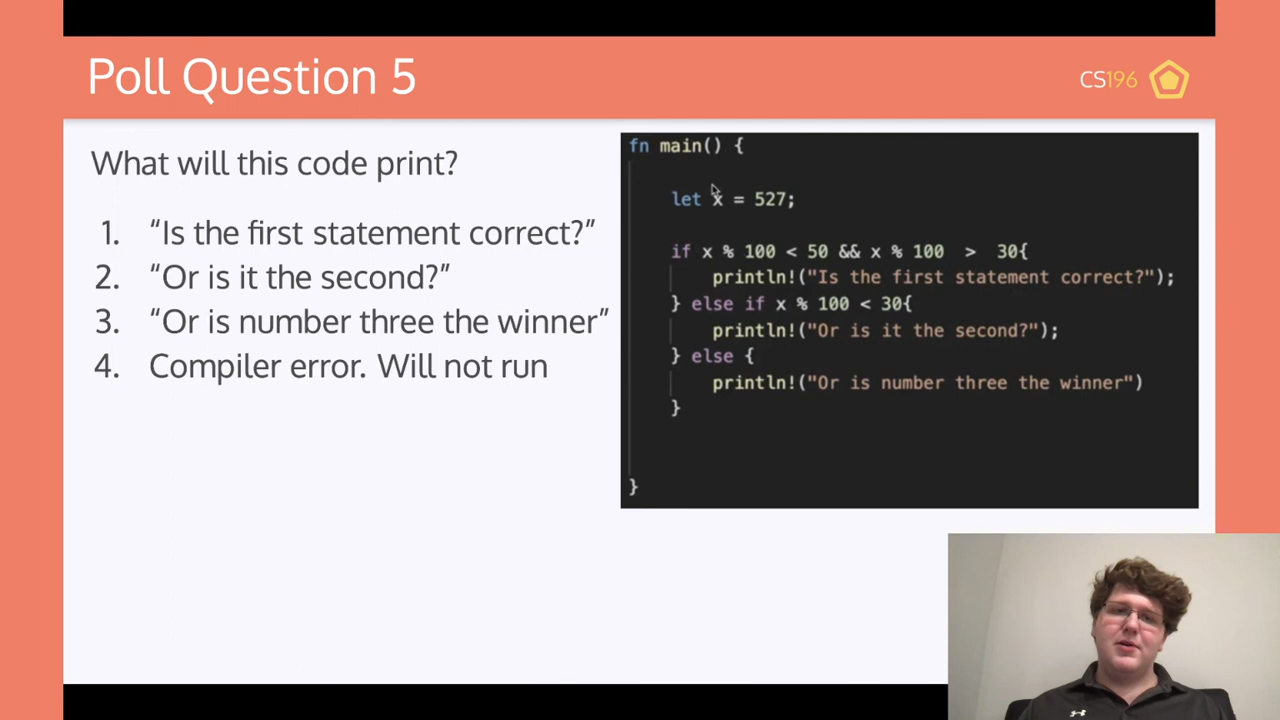 Poll Question 5
CS196
What will this code print?
1. “Is the first statement correct?”
2. “Or is it the second?”
3. “Or is number three the winner”
4. Compiler error. Will not run
fn main() {
let x = 527;
if x % 100 < 50 && x % 100 > 30{
println!("Is the first statement correct?");
} else if x % 100 < 30{
println!("Or is it the second?");
} else {
println!("Or is number three the winner")
}
}